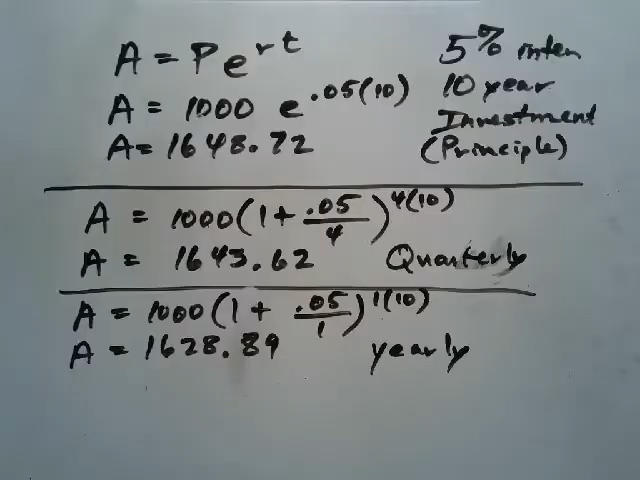 A = Pe^rt 5% inten
A = 1000 e^.05(10) 10 year
Investment
A = 1648.72 (Principle)
A = 1000(1 + .05/4)^4(10)
A = 1643.62 Quarterly
A = 1000(1 + .05/1)^1(10)
A = 1628.89 yearly